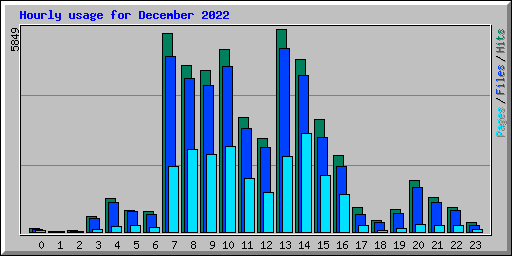 Hourly usage for December 2022
5849
Pages/Files/Hits
0 1 2 3 4 5 6 7 8 9 10 11 12 13 14 15 16 17 18 19 20 21 22 23